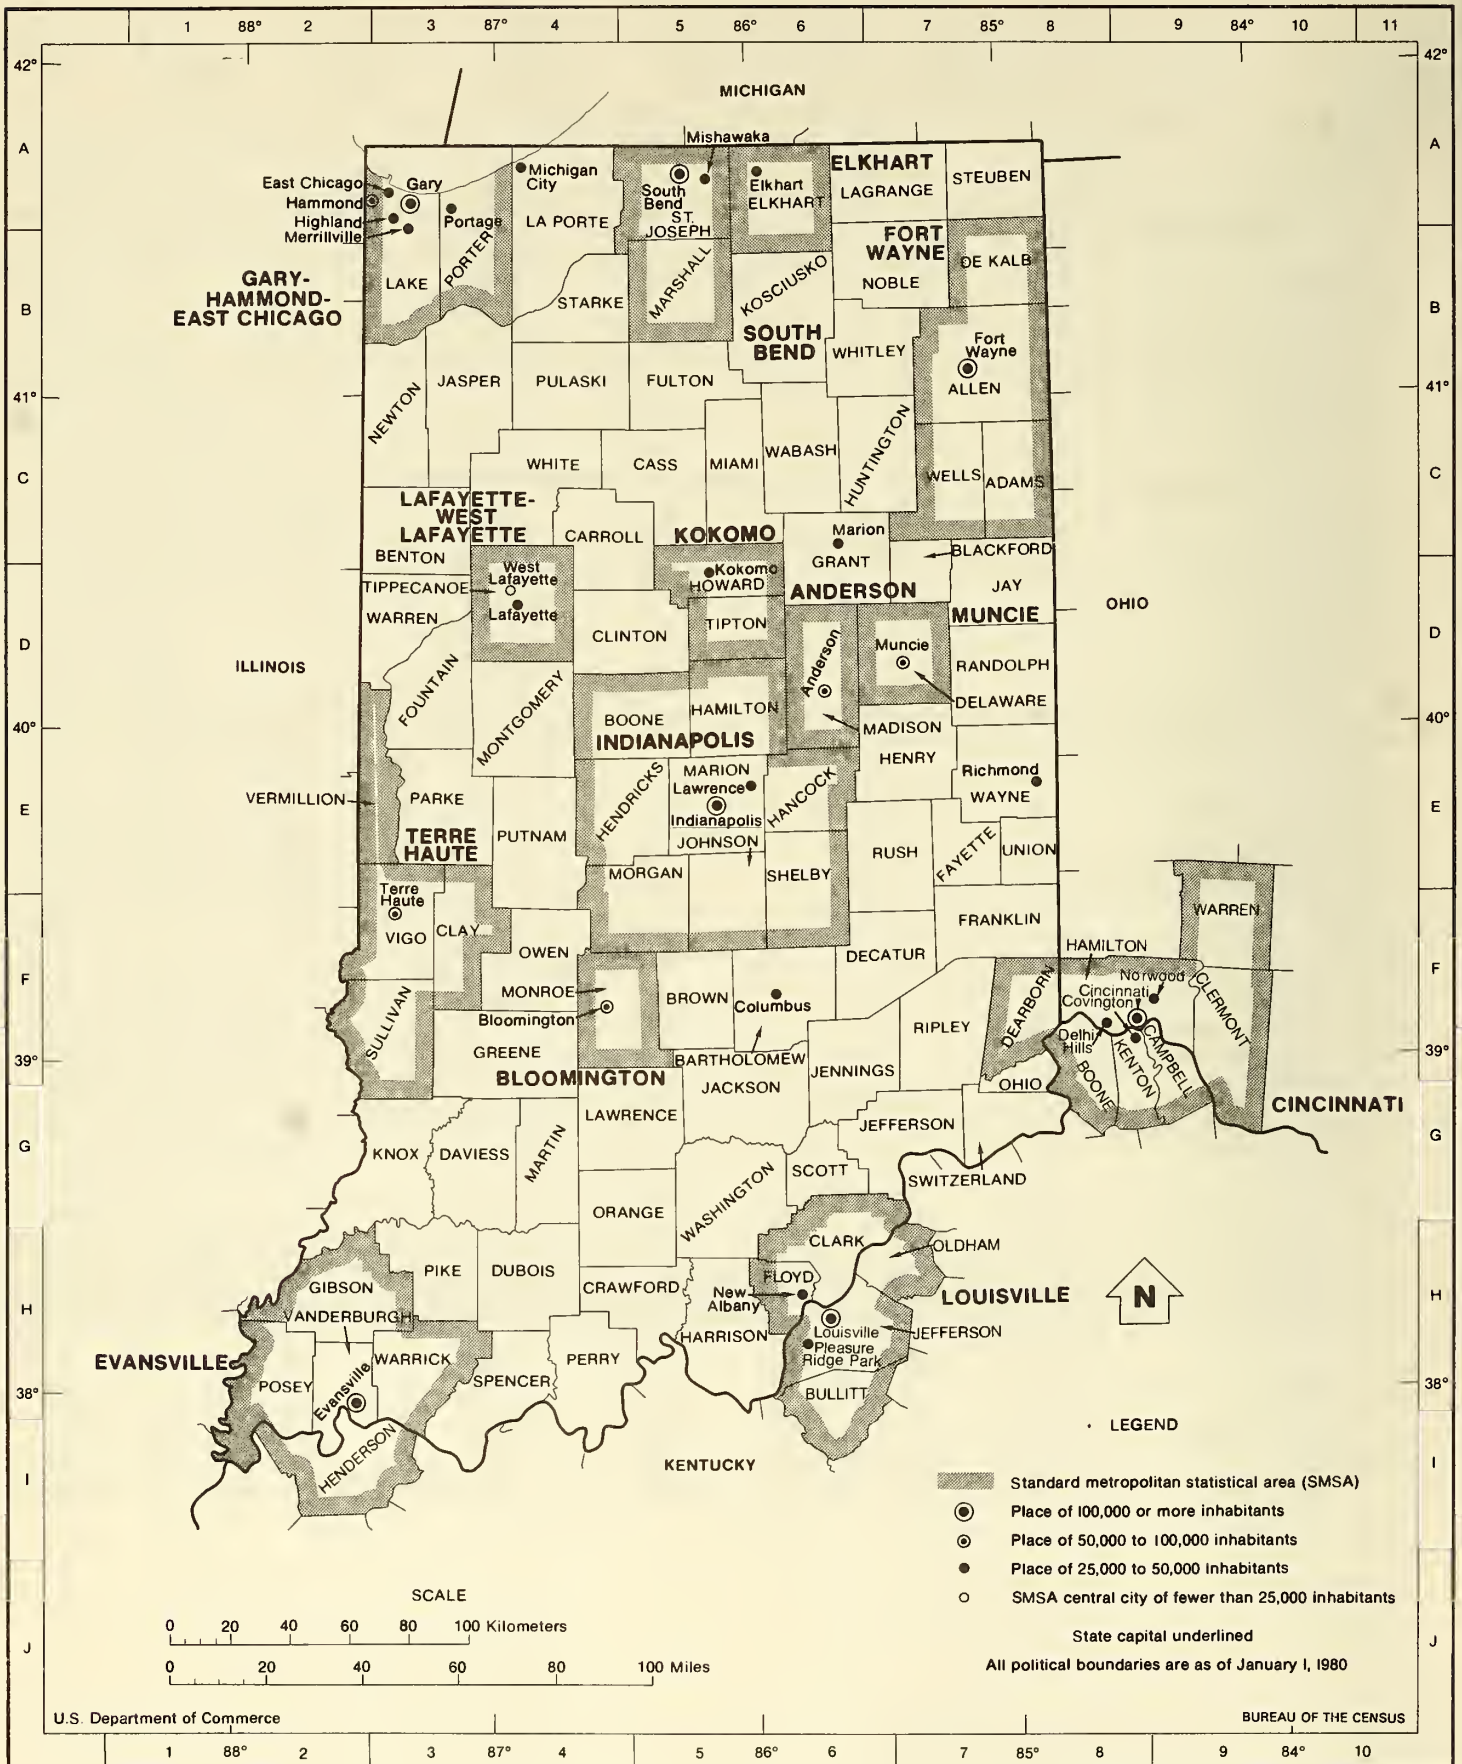 1 88° 2 3 87° 4 5 86° 6 7 85° 8 9 84° 10 11
42° 42°
MICHIGAN
A A
Mishawaka
ELKHART
East Chicago
Gary
Michigan
City
South
Bend
Elkhart
ELKHART
LAGRANGE
STEUBEN
Hammond
Highland
Merrillville
Portage
LA PORTE
ST.
JOSEPH
FORT
WAYNE
GARY-
HAMMOND-
EAST CHICAGO
LAKE
PORTER
STARKE
MARSHALL
KOSCIUSKO
NOBLE
DE KALB
B B
SOUTH
BEND
WHITLEY
Fort
Wayne
ALLEN
41° 41°
NEWTON
JASPER
PULASKI
FULTON
WHITE
CASS
MIAMI
WABASH
HUNTINGTON
WELLS
ADAMS
C C
LAFAYETTE-
WEST
LAFAYETTE
CARROLL
KOKOMO
Marion
GRANT
BLACKFORD
BENTON
West
Lafayette
Lafayette
TIPPECANOE
WARREN
Kokomo
HOWARD
ANDERSON
JAY
MUNCIE
OHIO
CLINTON
TIPTON
Anderson
Muncie
D D
ILLINOIS
RANDOLPH
DELAWARE
FOUNTAIN
MONTGOMERY
BOONE
HAMILTON
INDIANAPOLIS
MADISON
HENRY
40° 40°
VERMILLION
PARKE
PUTNAM
HENDRICKS
MARION
Lawrence
Indianapolis
HANCOCK
Richmond
WAYNE
E E
TERRE
HAUTE
JOHNSON
MORGAN
SHELBY
RUSH
FAYETTE
UNION
Terre
Haute
VIGO
CLAY
OWEN
FRANKLIN
DECATUR
WARREN
HAMILTON
F F
MONROE
Bloomington
BROWN
Columbus
DEARBORN
Norwood
Cincinnati
Covington
CLERMONT
SULLIVAN
GREENE
RIPLEY
Delhi
Hills
KENTON
CAMPBELL
BOONE
39° 39°
BLOOMINGTON
BARTHOLOMEW
JACKSON
JENNINGS
OHIO
CINCINNATI
LAWRENCE
JEFFERSON
G G
KNOX
DAVIESS
MARTIN
WASHINGTON
SCOTT
SWITZERLAND
ORANGE
CLARK
OLDHAM
GIBSON
PIKE
DUBOIS
CRAWFORD
FLOYD
New
Albany
LOUISVILLE
N
H H
VANDERBURGH
HARRISON
Louisville
Pleasure
Ridge Park
JEFFERSON
EVANSVILLE
WARRICK
PERRY
SPENCER
POSEY
Evansville
BULLITT
38° 38°
HENDERSON
KENTUCKY
I I
LEGEND
Standard metropolitan statistical area (SMSA)
Place of 100,000 or more inhabitants
Place of 50,000 to 100,000 inhabitants
Place of 25,000 to 50,000 inhabitants
SMSA central city of fewer than 25,000 inhabitants
State capital underlined
All political boundaries are as of January 1, 1980
SCALE
0 20 40 60 80 100 Kilometers
0 20 40 60 80 100 Miles
J J
U.S. Department of Commerce
BUREAU OF THE CENSUS
1 88° 2 3 87° 4 5 86° 6 7 85° 8 9 84° 10